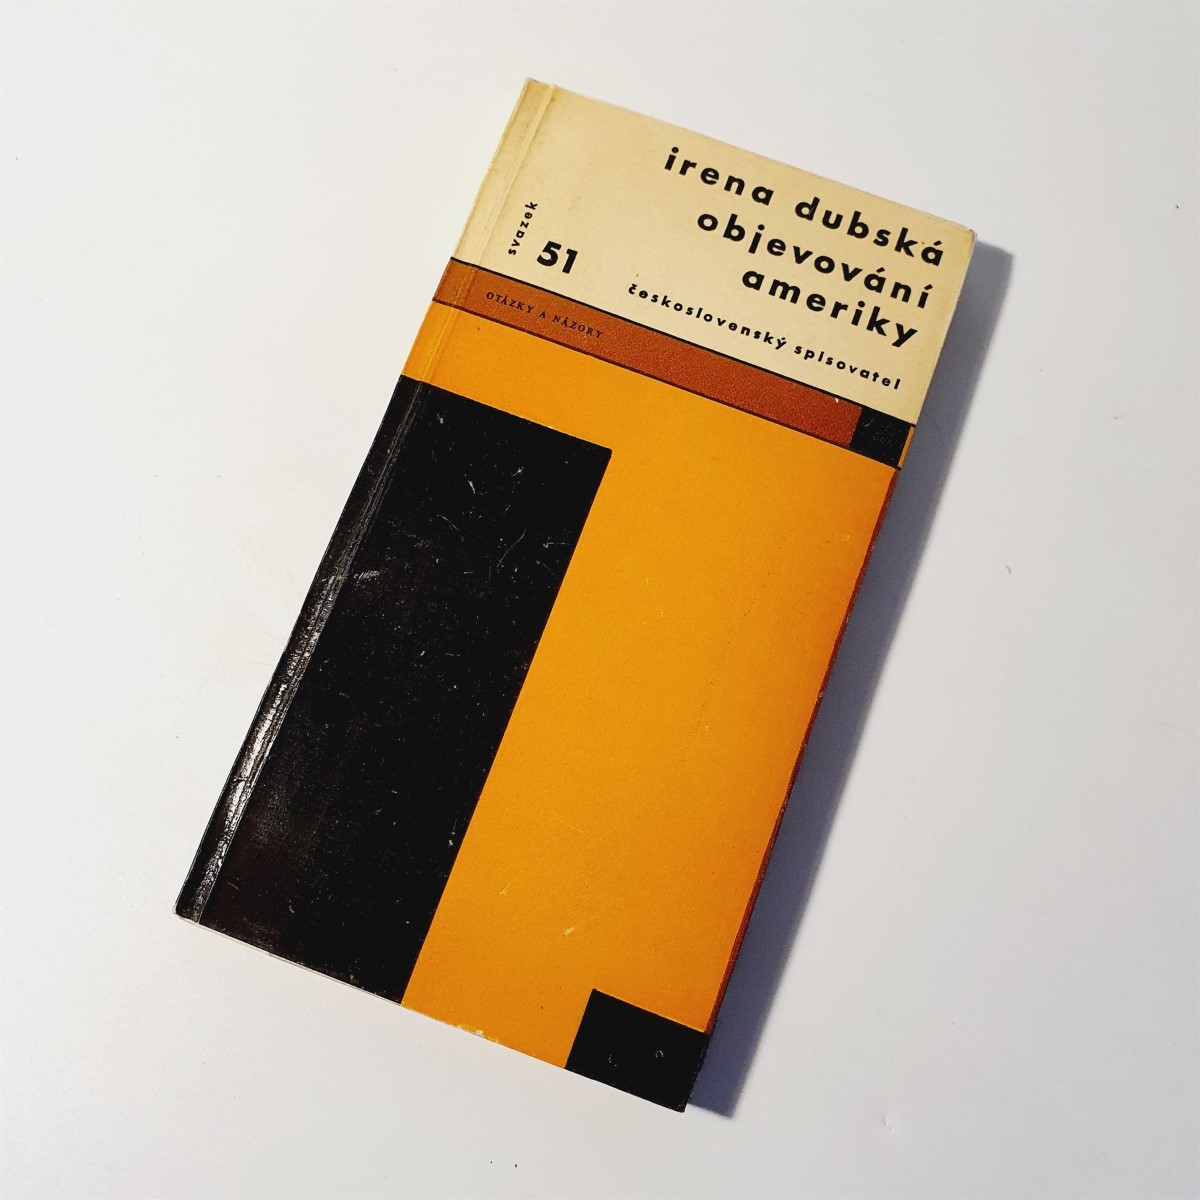 irena dubská
objevování
ameriky
svazek
51
československý spisovatel
OTÁZKY A NÁZORY